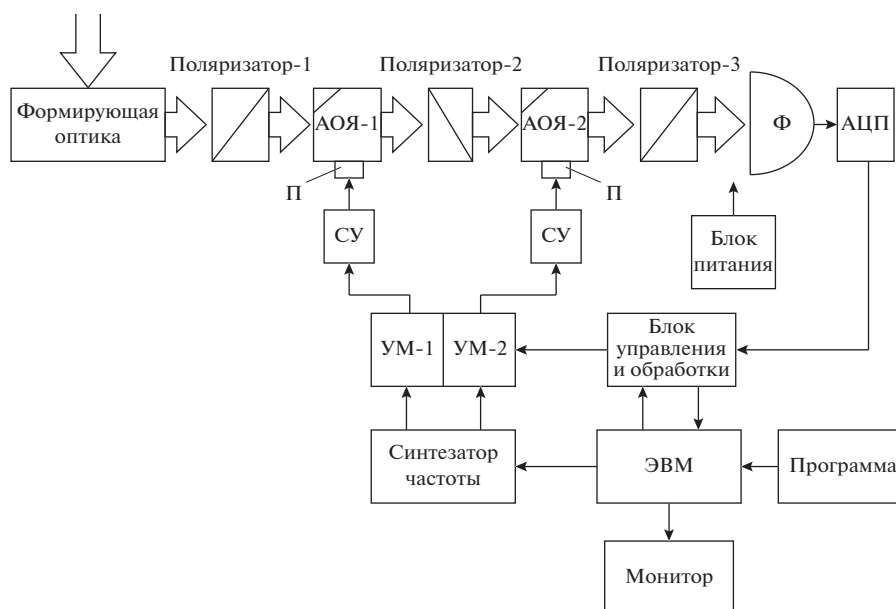 Поляризатор-1
Поляризатор-2
Поляризатор-3
Формирующая
оптика
АОЯ-1
АОЯ-2
Ф
АЦП
П
П
СУ
СУ
Блок
питания
УМ-1
УМ-2
Блок
управления
и обработки
Синтезатор
частоты
ЭВМ
Программа
Монитор